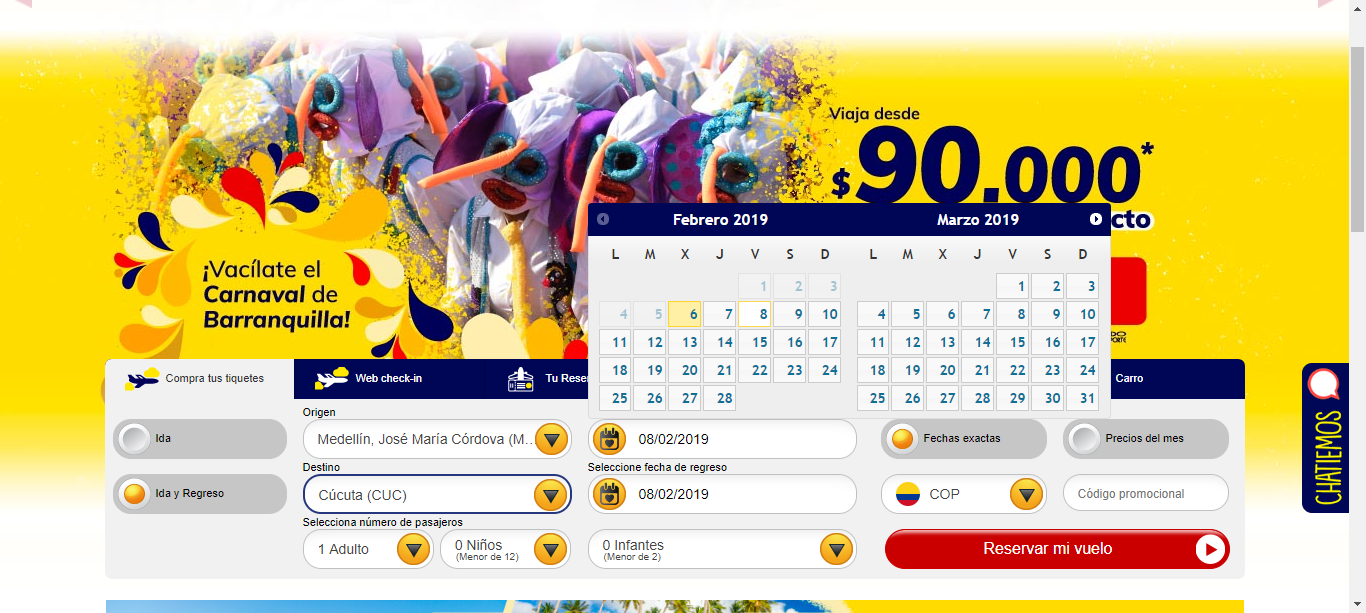 Viaja desde
$90.000*
cto
¡Vacílate el
Carnaval de
Barranquilla!
Febrero 2019
L M X J V S D
1 2 3
4 5 6 7 8 9 10
11 12 13 14 15 16 17
18 19 20 21 22 23 24
25 26 27 28
Marzo 2019
L M X J V S D
1 2 3
4 5 6 7 8 9 10
11 12 13 14 15 16 17
18 19 20 21 22 23 24
25 26 27 28 29 30 31
Compra tus tiquetes
Web check-in
Tu Rese
Carro
Ida
Ida y Regreso
Origen
Medellín, José María Córdova (M...
Destino
Cúcuta (CUC)
Selecciona número de pasajeros
1 Adulto
0 Niños
(Menor de 12)
08/02/2019
Seleccione fecha de regreso
08/02/2019
0 Infantes
(Menor de 2)
Fechas exactas
Precios del mes
COP
Código promocional
Reservar mi vuelo
CHATIEMOS